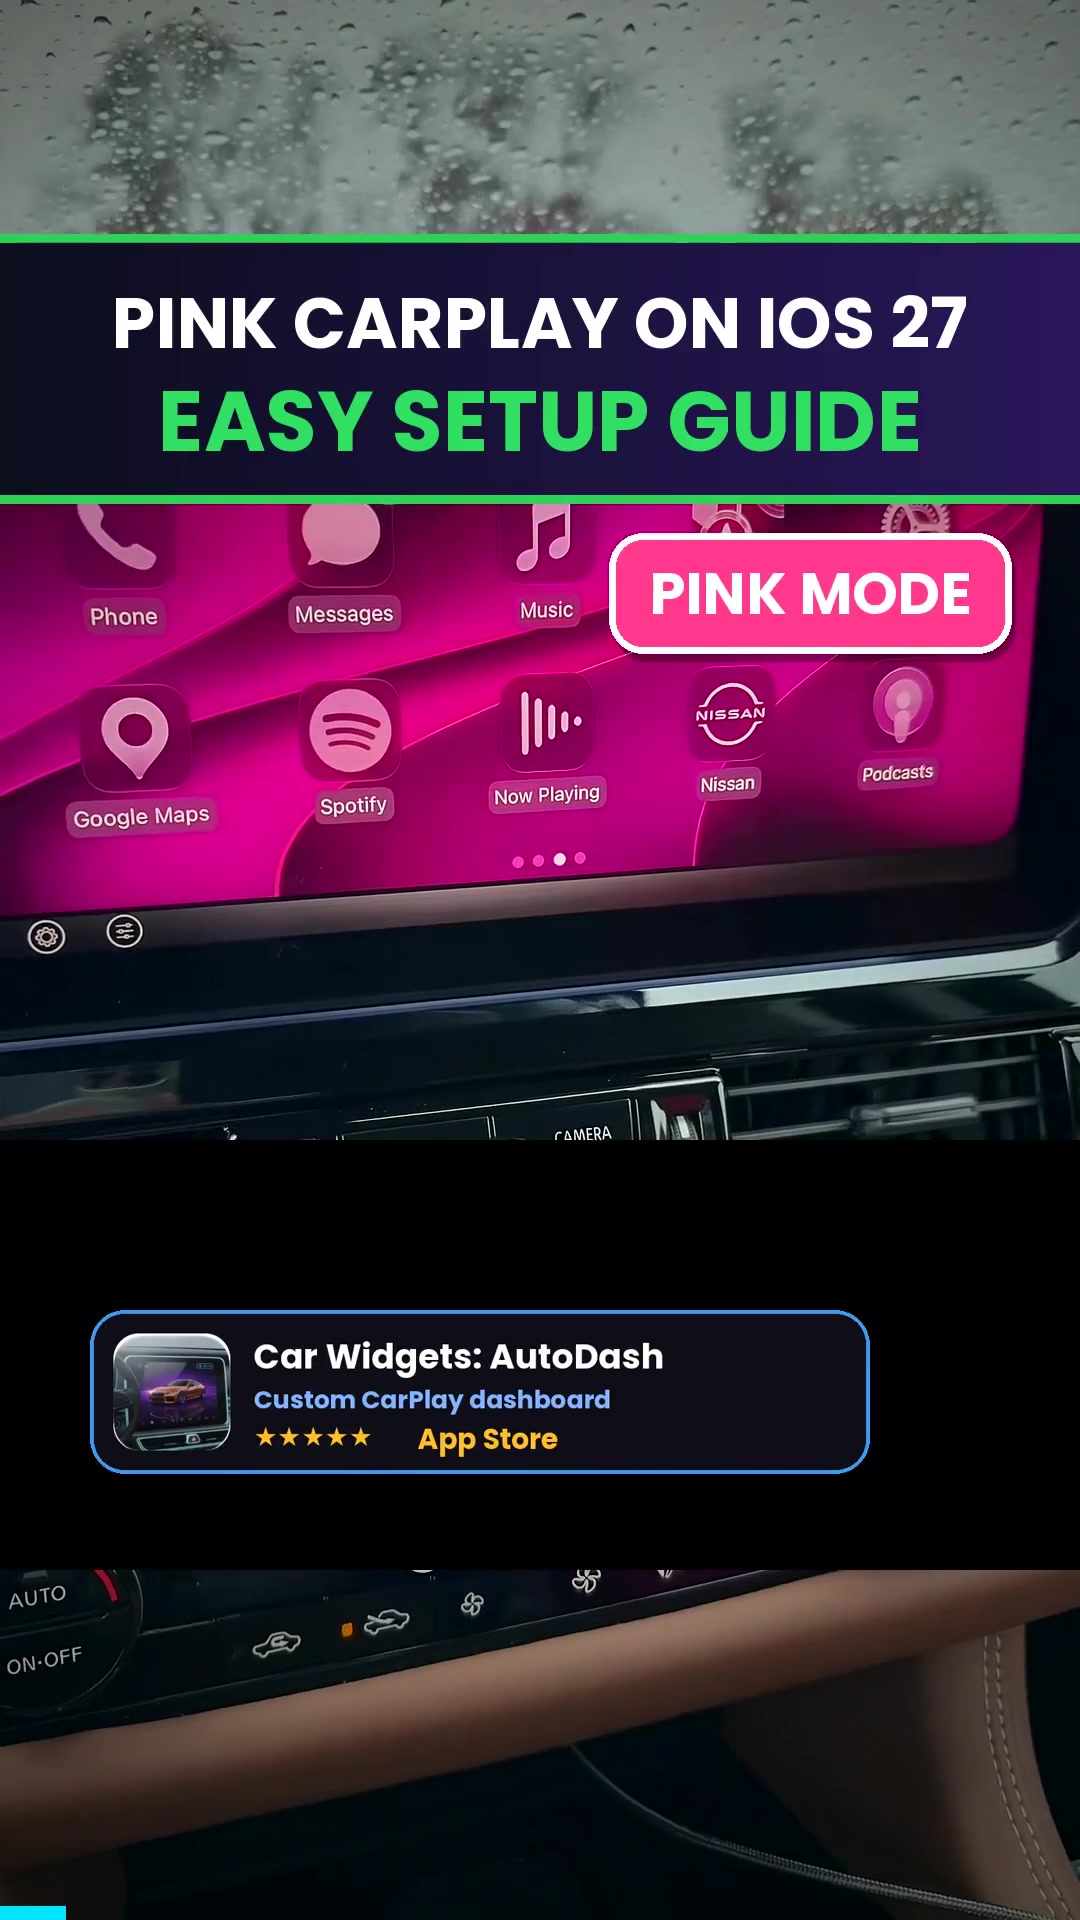 PINK CARPLAY ON IOS 27
EASY SETUP GUIDE
PINK MODE
Phone
Messages
Music
NISSAN
Google Maps
Spotify
Now Playing
Nissan
Podcasts
CAMERA
Car Widgets: AutoDash
Custom CarPlay dashboard
★★★★★ App Store
AUTO
ON·OFF